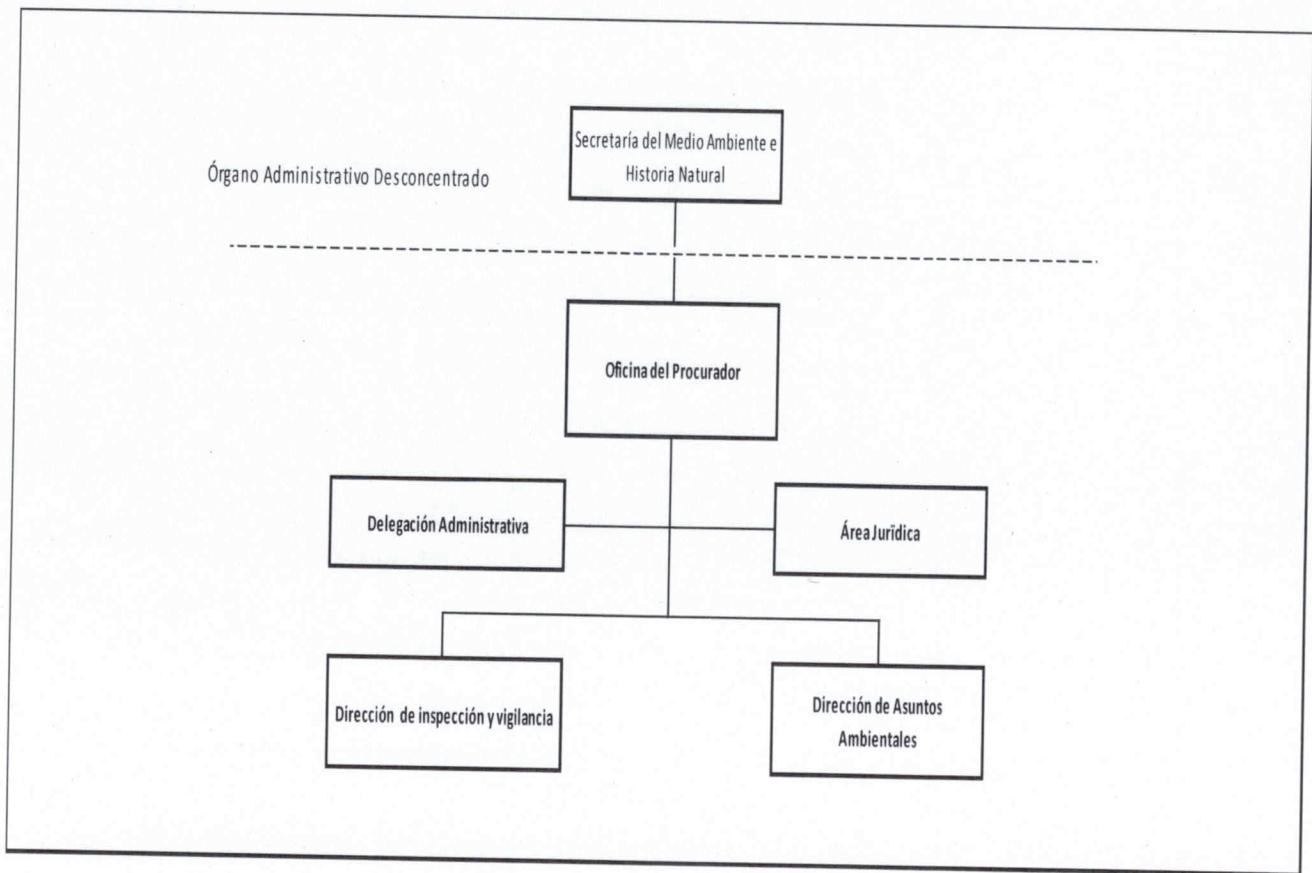 Secretaría del Medio Ambiente e
Historia Natural
Órgano Administrativo Desconcentrado
Oficina del Procurador
Delegación Administrativa
Área Jurídica
Dirección de inspección y vigilancia
Dirección de Asuntos
Ambientales